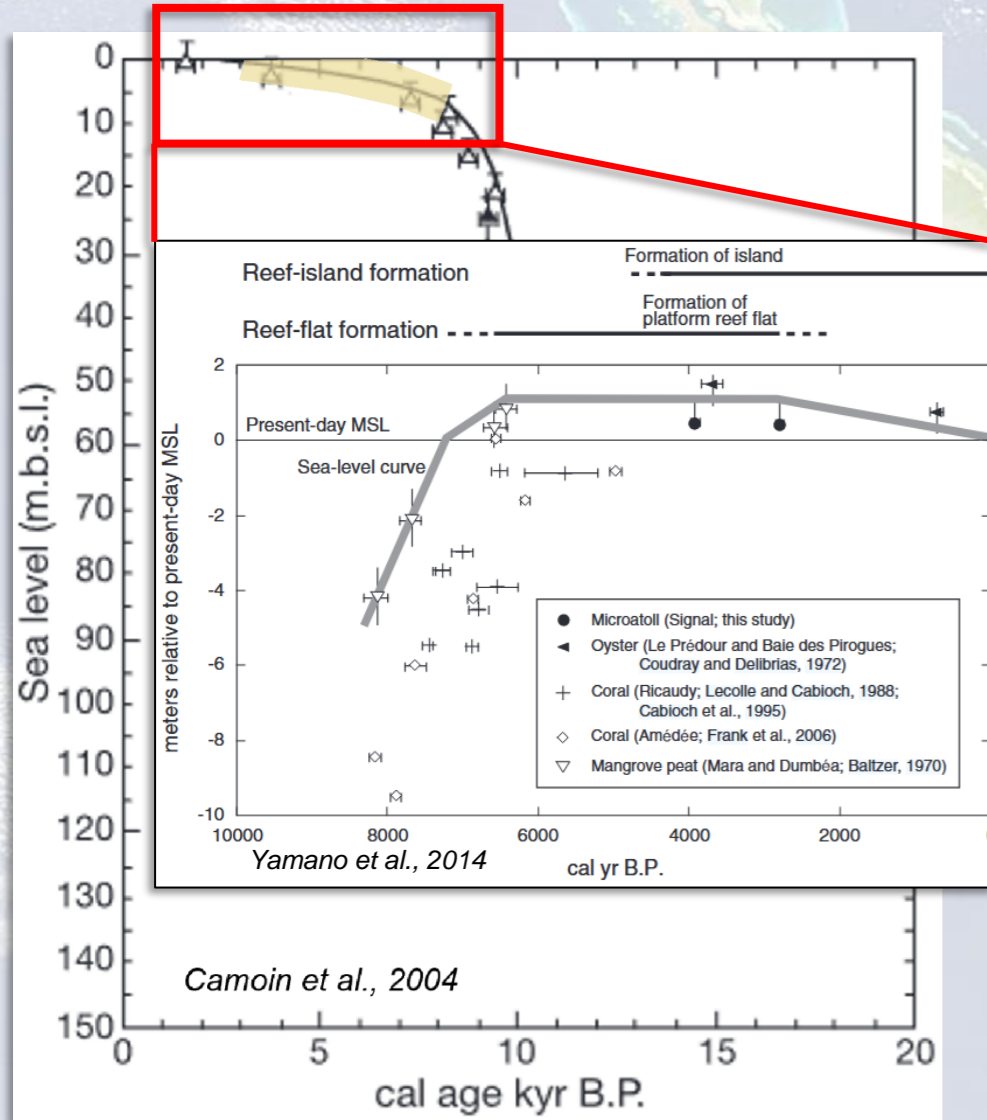 0
10
20
30
40
50
60
70
80
90
100
110
120
130
140
150
Sea level (m.b.s.l.)
0
5
10
15
20
cal age kyr B.P.
Camoin et al., 2004
Reef-island formation
Formation of island
Reef-flat formation
Formation of
platform reef flat
2
0
-2
-4
-6
-8
-10
meters relative to present-day MSL
Present-day MSL
Sea-level curve
Microatoll (Signal; this study)
Oyster (Le Prédour and Baie des Pirogues;
Coudray and Delibrias, 1972)
Coral (Ricaudy; Lecolle and Cabioch, 1988;
Cabioch et al., 1995)
Coral (Amédée; Frank et al., 2006)
Mangrove peat (Mara and Dumbéa; Baltzer, 1970)
10000
8000
6000
4000
2000
0
Yamano et al., 2014
cal yr B.P.